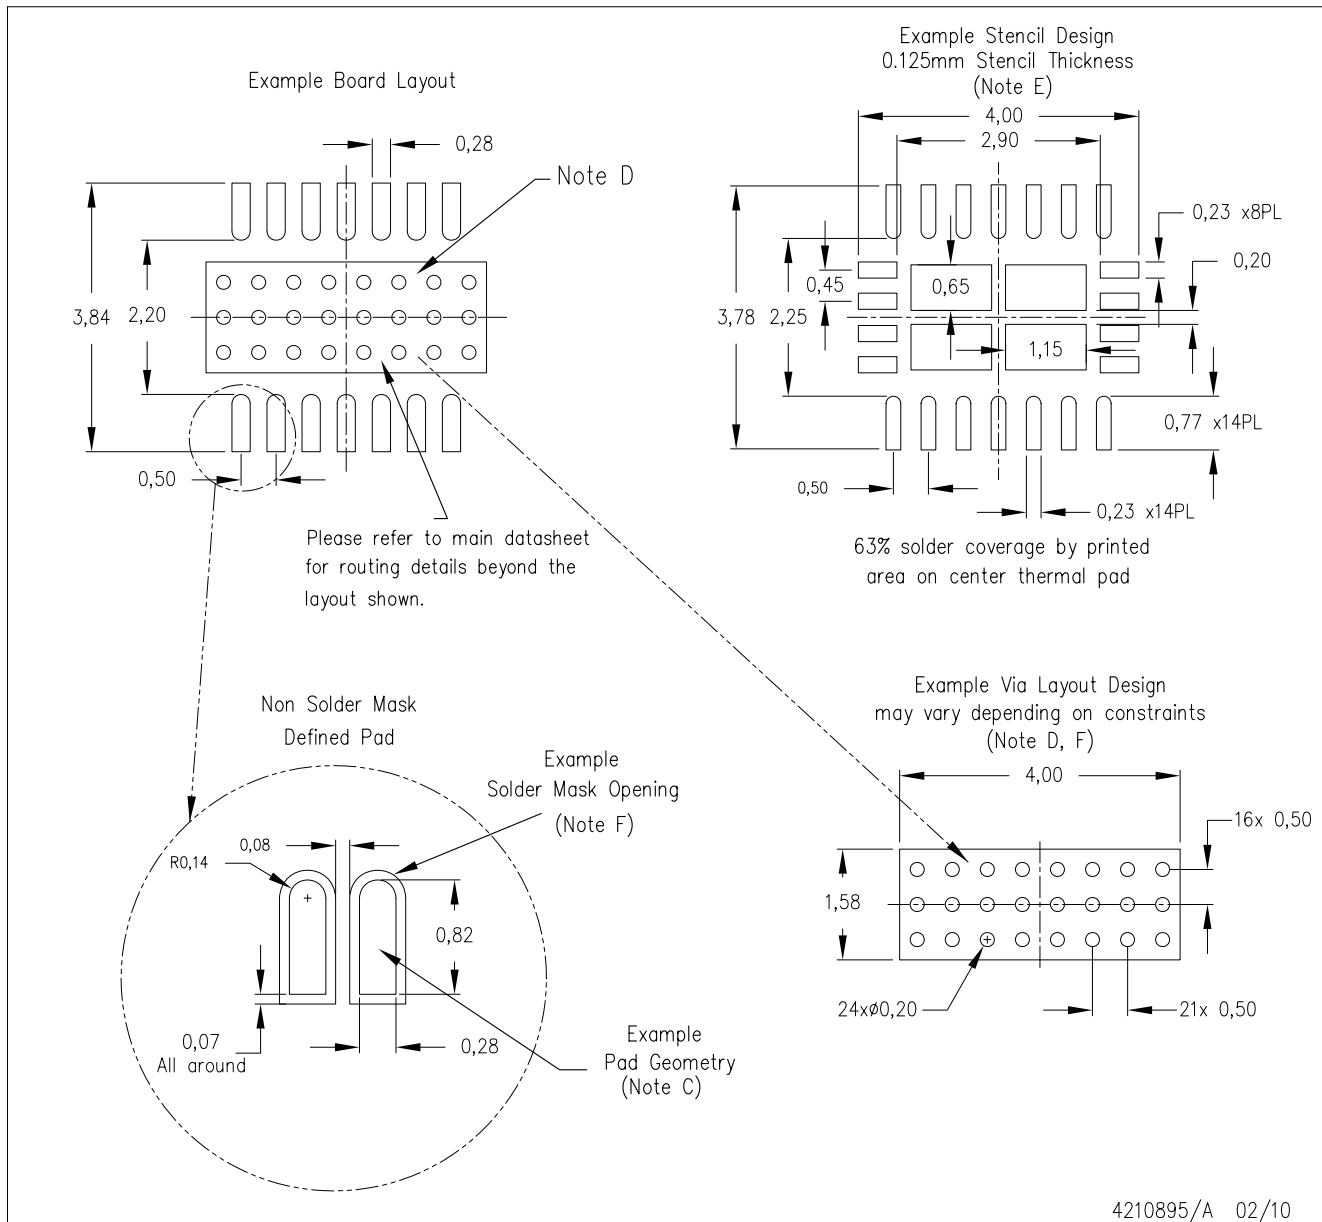 Example Board Layout
0,28
Note D
3,84
2,20
0,50
Please refer to main datasheet
for routing details beyond the
layout shown.
Example Stencil Design
0.125mm Stencil Thickness
(Note E)
4,00
2,90
0,23 x8PL
0,20
0,45
0,65
3,78
2,25
1,15
0,77 x14PL
0,50
0,23 x14PL
63% solder coverage by printed
area on center thermal pad
Non Solder Mask
Defined Pad
Example
Solder Mask Opening
(Note F)
0,08
R0,14
0,82
0,07
All around
0,28
Example
Pad Geometry
(Note C)
Example Via Layout Design
may vary depending on constraints
(Note D, F)
4,00
16x 0,50
1,58
24xø0,20
21x 0,50
4210895/A 02/10